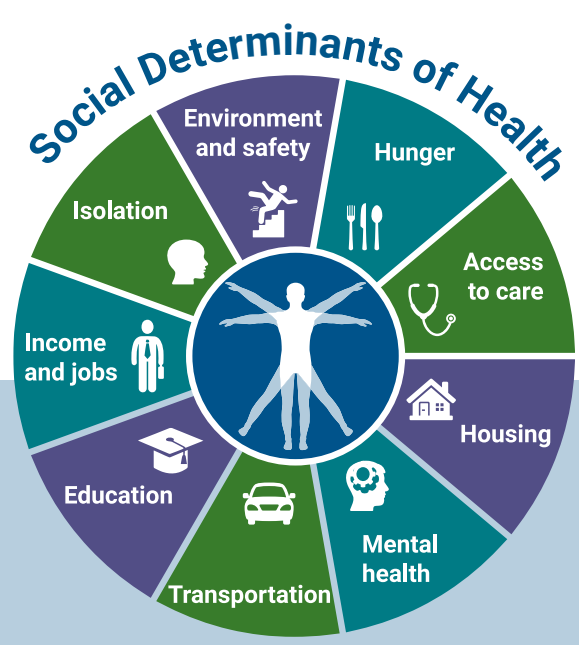 Social Determinants of Health
Environment
and safety
Hunger
Access
to care
Housing
Mental
health
Transportation
Education
Income
and jobs
Isolation